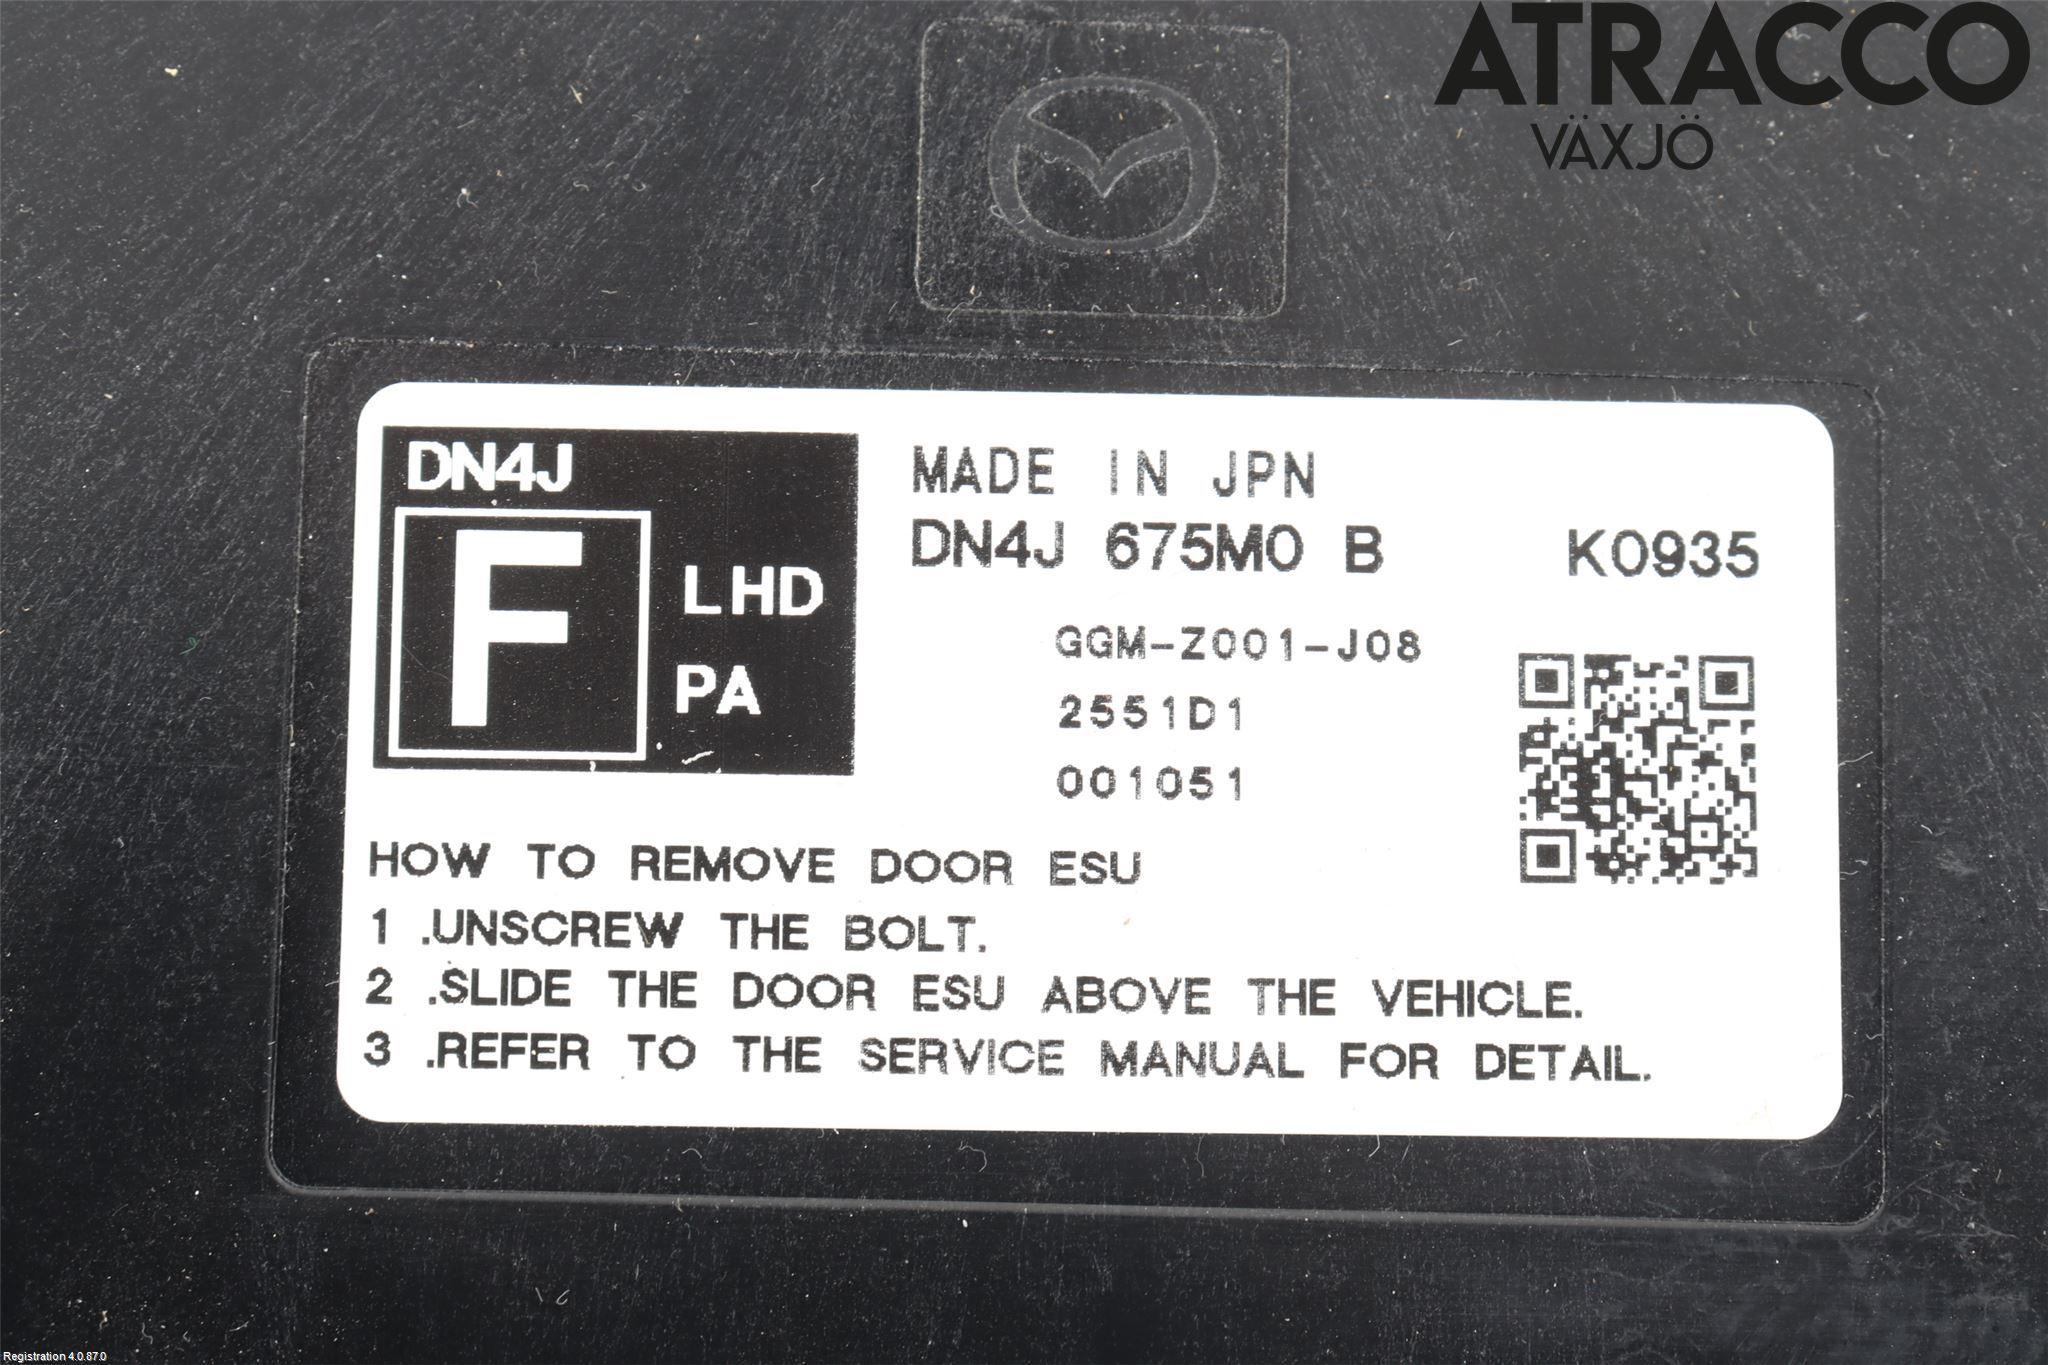 ATRACCO
VÄXJÖ
DN4J
F
LHD
PA
MADE IN JPN
DN4J 675M0 B K0935
GGM-Z001-J08
2551D1
001051
HOW TO REMOVE DOOR ESU
1 .UNSCREW THE BOLT.
2 .SLIDE THE DOOR ESU ABOVE THE VEHICLE.
3 .REFER TO THE SERVICE MANUAL FOR DETAIL.
Registration 4.0.87.0